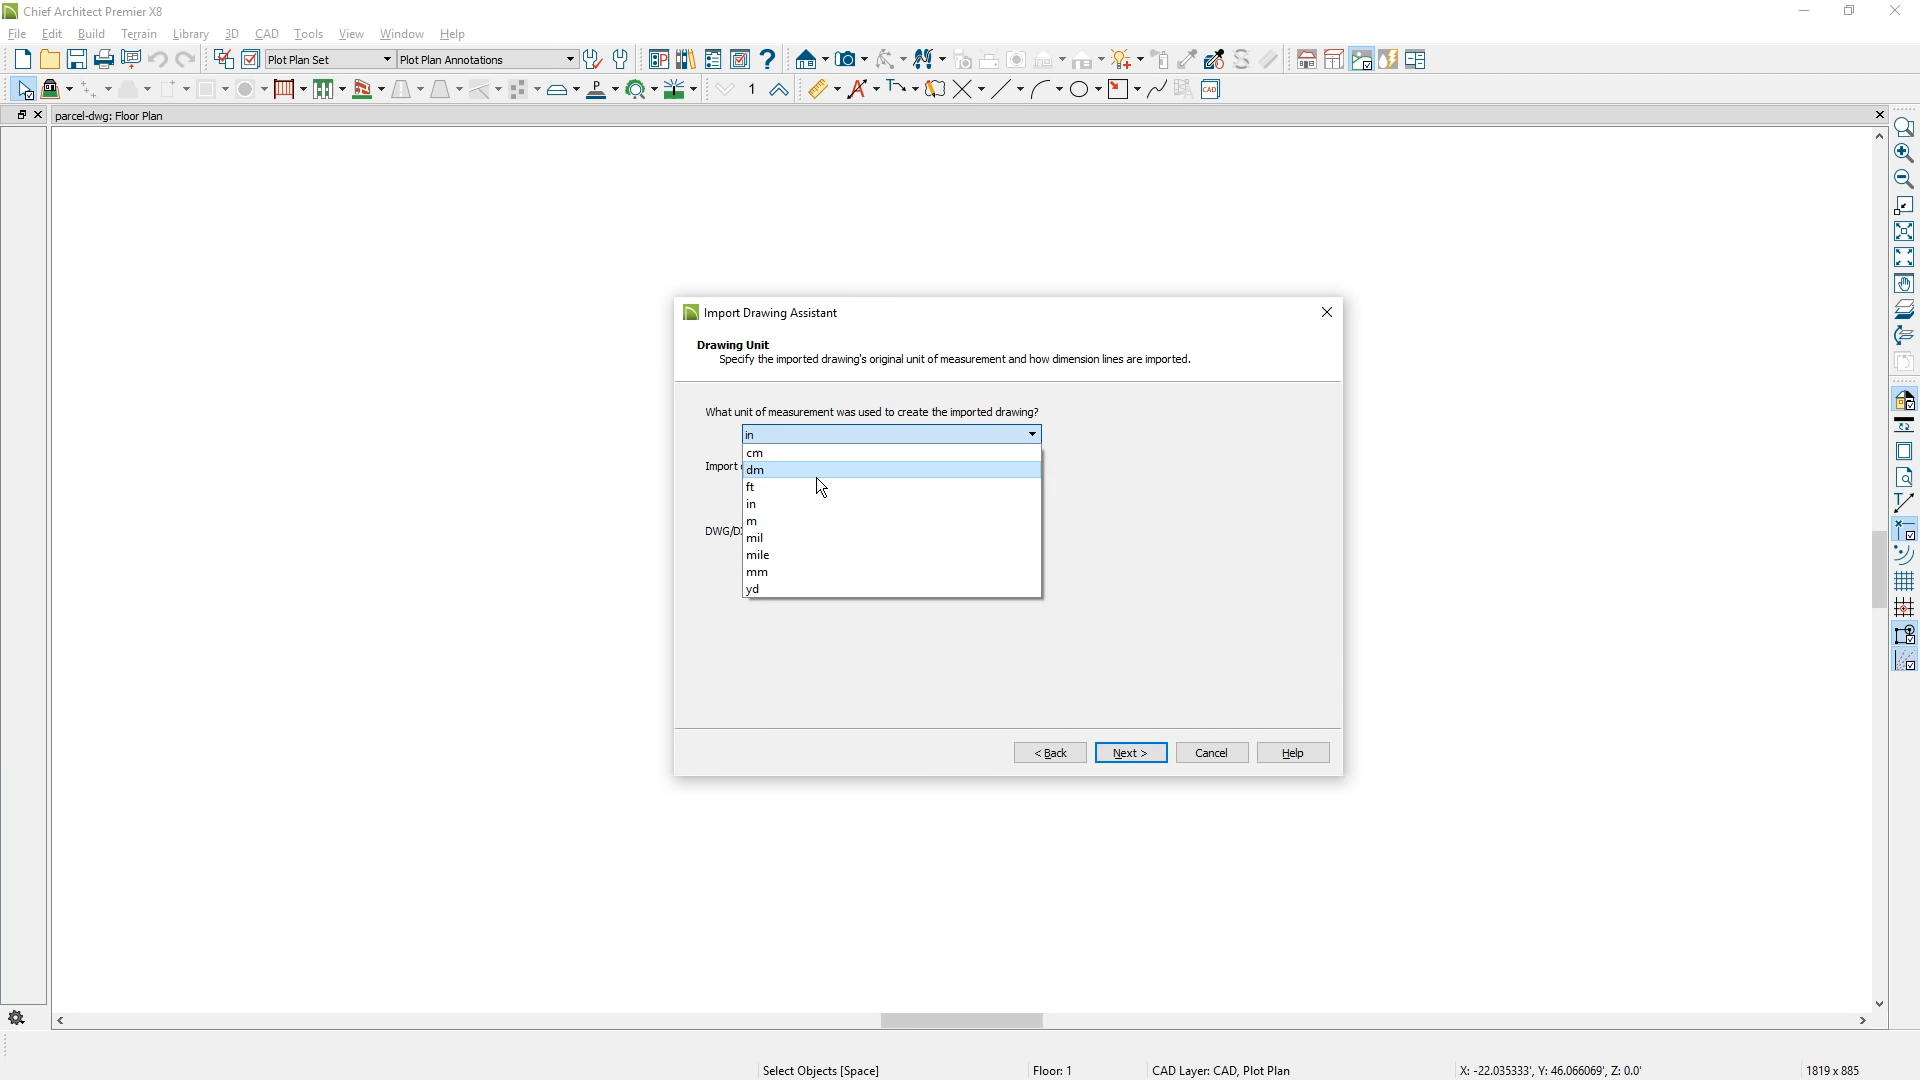 Chief Architect Premier X8
File Edit Build Terrain Library 3D CAD Tools View Window Help
Plot Plan Set Plot Plan Annotations
1 CAD
parcel-dwg: Floor Plan
Import Drawing Assistant
Drawing Unit
Specify the imported drawing's original unit of measurement and how dimension lines are imported.
What unit of measurement was used to create the imported drawing?
in
cm
Import
dm
ft
in
m
DWG/D
mil
mile
mm
yd
< Back Next > Cancel Help
Select Objects [Space] Floor: 1 CAD Layer: CAD, Plot Plan X: -22.035333', Y: 46.066069', Z: 0.0' 1819 x 885